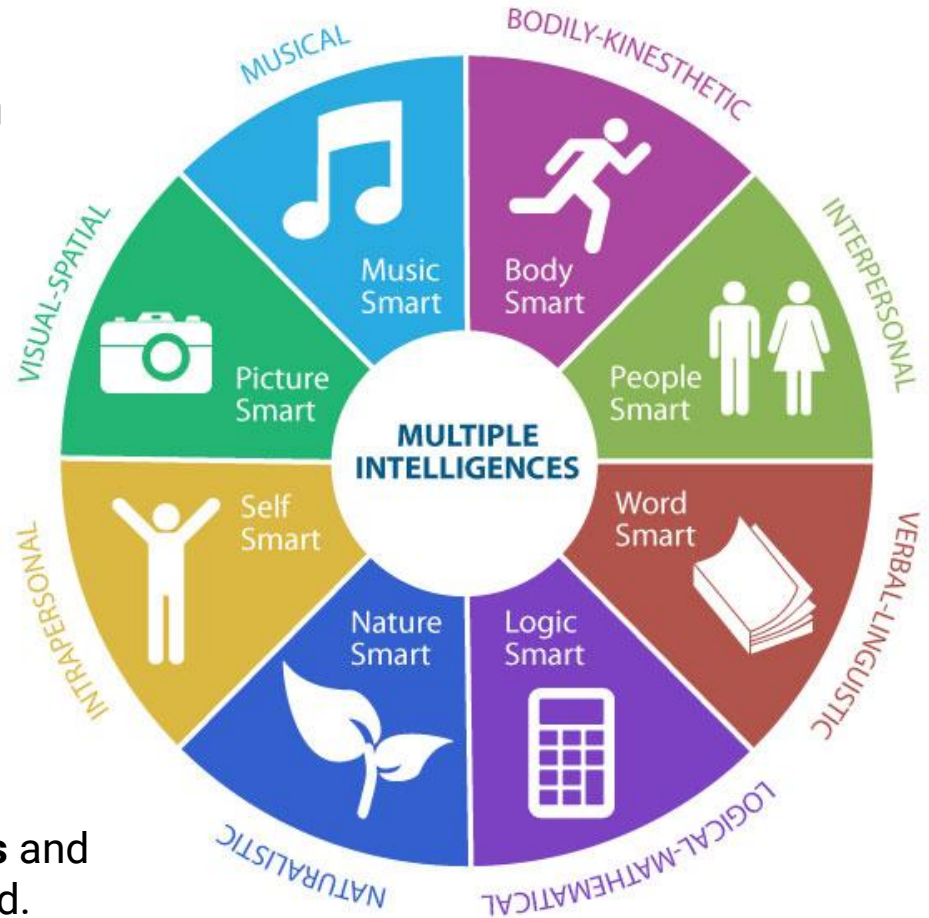 MUSICAL
BODILY-KINESTHETIC
VISUAL-SPATIAL
INTERPERSONAL
Music
Smart
Body
Smart
Picture
Smart
People
Smart
MULTIPLE
INTELLIGENCES
Self
Smart
Word
Smart
INTRAPERSONAL
VERBAL-LINGUISTIC
Nature
Smart
Logic
Smart
NATURALISTIC
LOGICAL-MATHEMATICAL
s and
d.